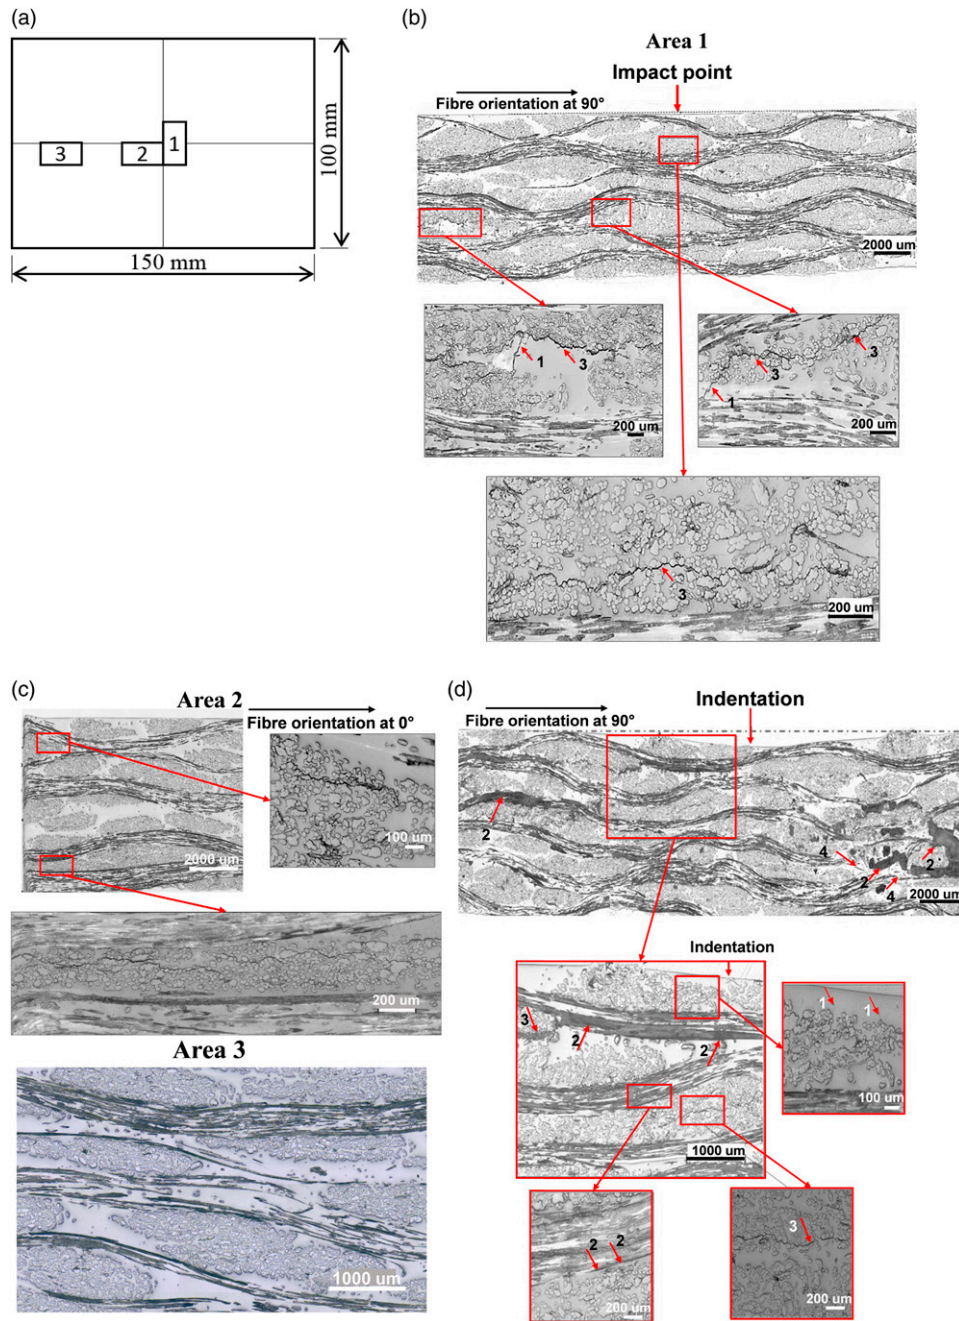 (a)
100 mm
3
2
1
150 mm
(b)
Area 1
Impact point
Fibre orientation at 90°
2000 um
1
3
200 um
3
3
1
200 um
3
200 um
(c)
Area 2
Fibre orientation at 0°
2000 um
100 um
200 um
Area 3
1000 um
(d)
Indentation
Fibre orientation at 90°
2
4
2
2
4
2000 um
Indentation
3
2
2
1000 um
1
1
100 um
2
2
200 um
3
200 um